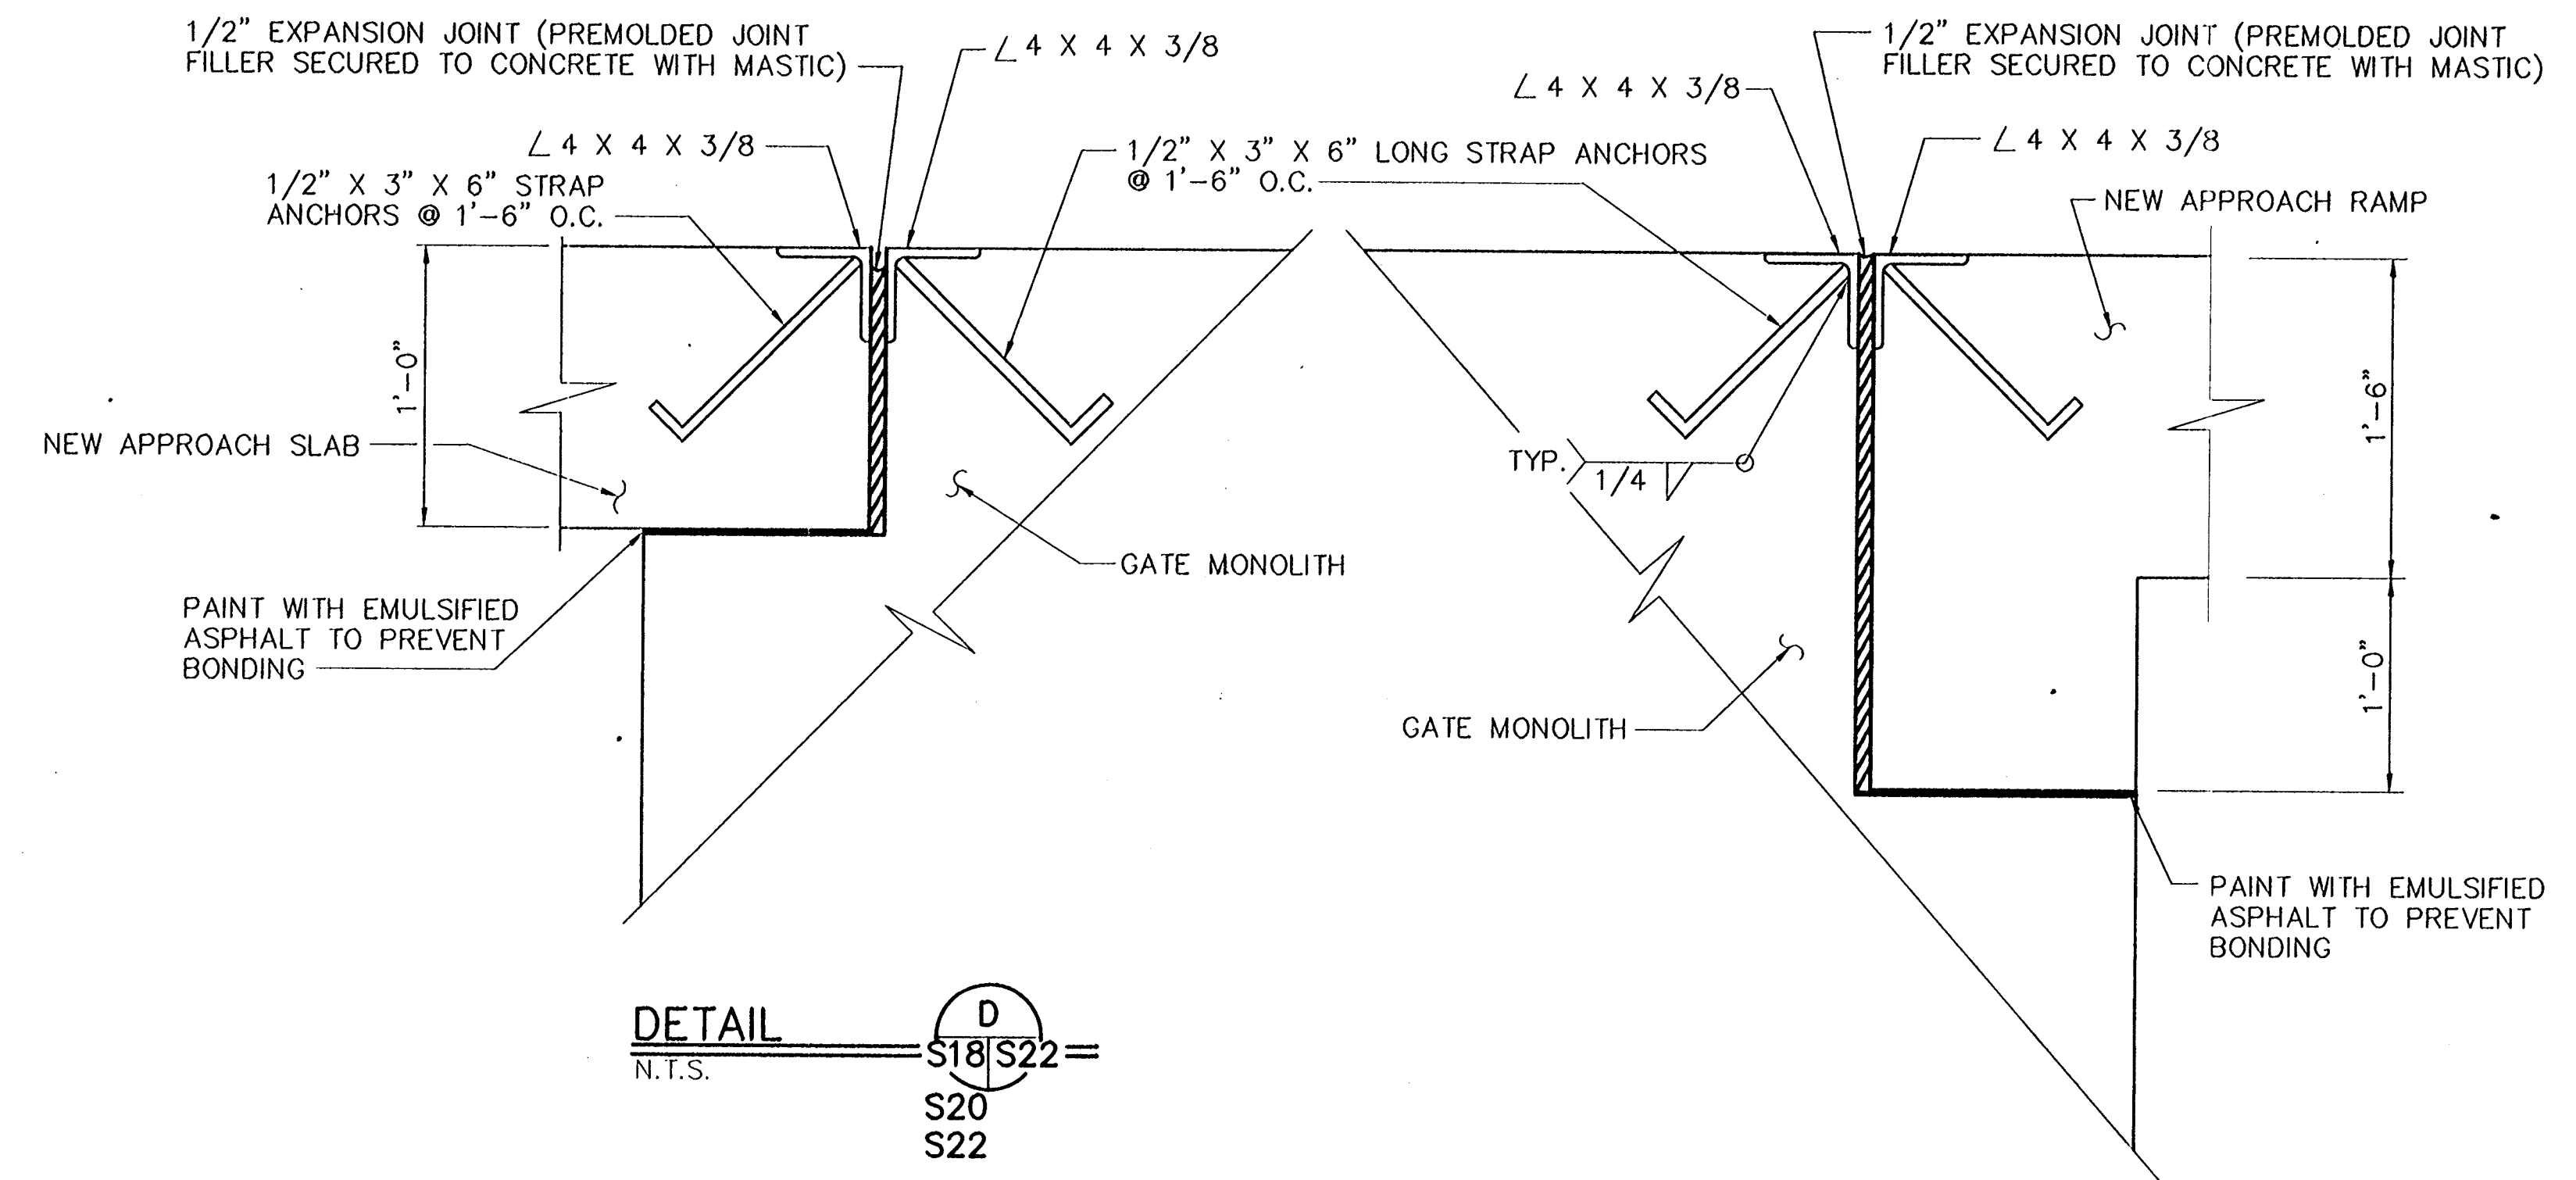 1/2" EXPANSION JOINT (PREMOLDED JOINT
FILLER SECURED TO CONCRETE WITH MASTIC)
∠ 4 X 4 X 3/8
∠ 4 X 4 X 3/8
1/2" X 3" X 6" STRAP
ANCHORS @ 1'-6" O.C.
1'-0"
NEW APPROACH SLAB
PAINT WITH EMULSIFIED
ASPHALT TO PREVENT
BONDING
GATE MONOLITH
1/2" X 3" X 6" LONG STRAP ANCHORS
@ 1'-6" O.C.
∠ 4 X 4 X 3/8
1/2" EXPANSION JOINT (PREMOLDED JOINT
FILLER SECURED TO CONCRETE WITH MASTIC)
∠ 4 X 4 X 3/8
NEW APPROACH RAMP
1'-6"
TYP.
1/4
1'-0"
GATE MONOLITH
PAINT WITH EMULSIFIED
ASPHALT TO PREVENT
BONDING
DETAIL
N.T.S.
D
S18 S22
S20
S22